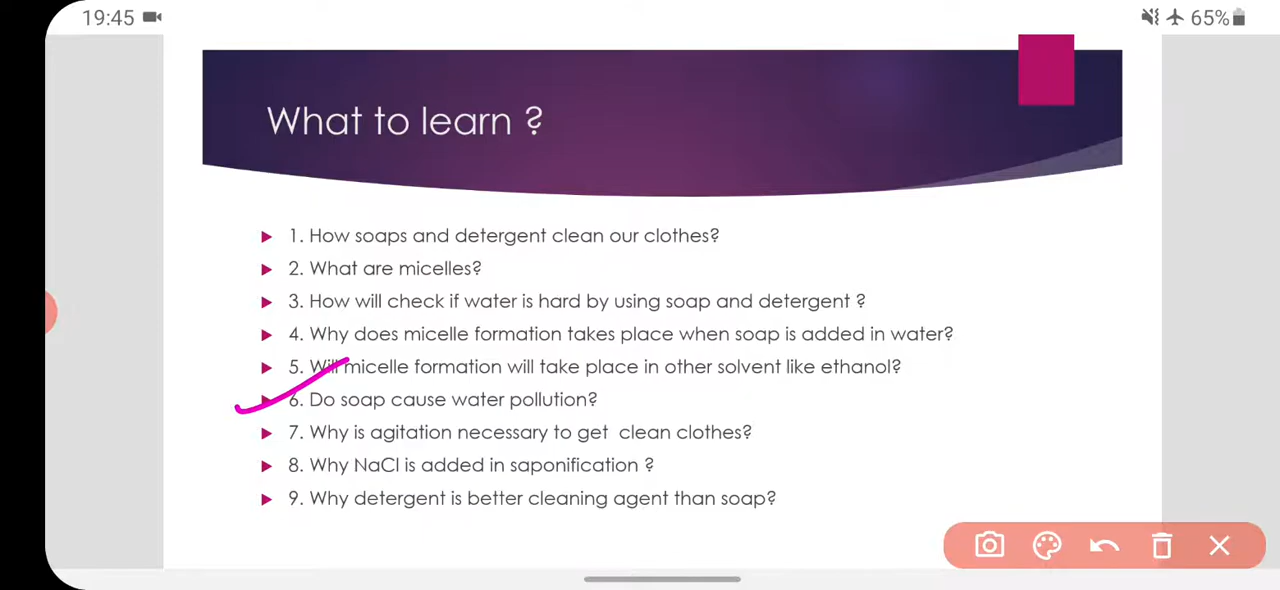 19:45
65%
What to learn ?
1. How soaps and detergent clean our clothes?
2. What are micelles?
3. How will check if water is hard by using soap and detergent ?
4. Why does micelle formation takes place when soap is added in water?
5. Will micelle formation will take place in other solvent like ethanol?
6. Do soap cause water pollution?
7. Why is agitation necessary to get clean clothes?
8. Why NaCl is added in saponification ?
9. Why detergent is better cleaning agent than soap?